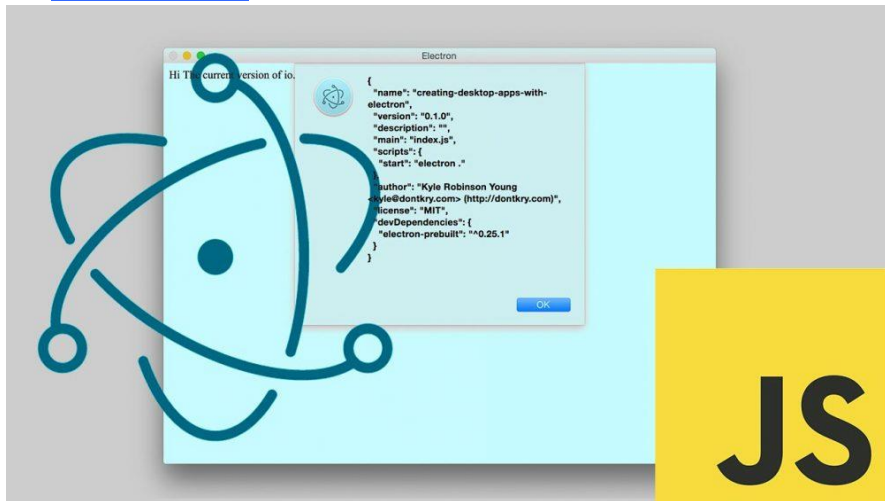 Electron
Hi The current version of io.
{
"name": "creating-desktop-apps-with-
electron",
"version": "0.1.0",
"description": "",
"main": "index.js",
"scripts": {
"start": "electron ."
},
"author": "Kyle Robinson Young
<kyle@dontkry.com> (http://dontkry.com)",
"license": "MIT",
"devDependencies": {
"electron-prebuilt": "^0.25.1"
}
}
OK
JS